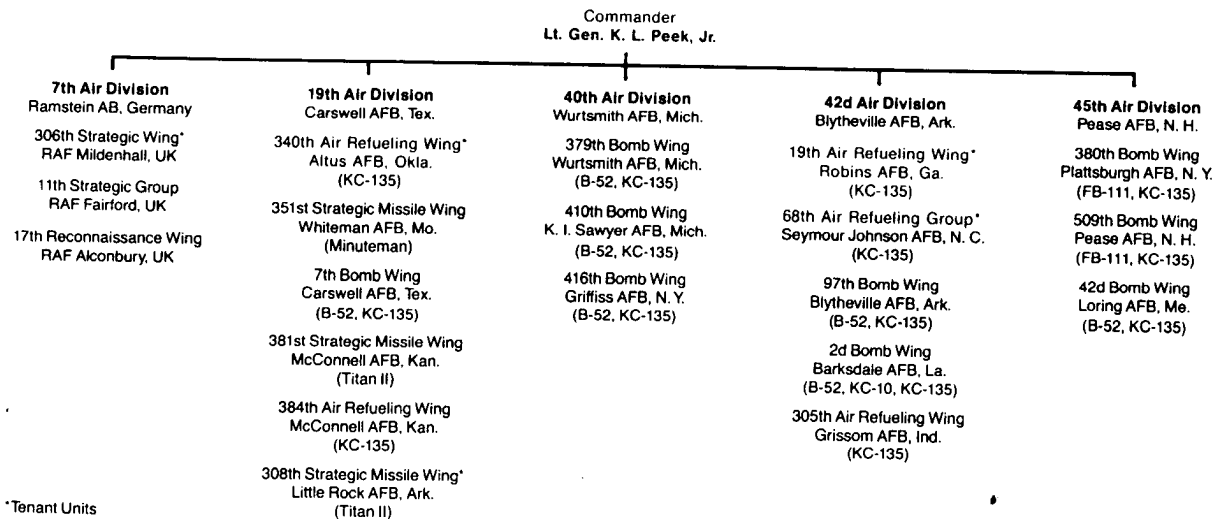 Commander
Lt. Gen. K. L. Peek, Jr.
7th Air Division
Ramstein AB, Germany
306th Strategic Wing*
RAF Mildenhall, UK
11th Strategic Group
RAF Fairford, UK
17th Reconnaissance Wing
RAF Alconbury, UK
19th Air Division
Carswell AFB, Tex.
340th Air Refueling Wing*
Altus AFB, Okla.
(KC-135)
351st Strategic Missile Wing
Whiteman AFB, Mo.
(Minuteman)
7th Bomb Wing
Carswell AFB, Tex.
(B-52, KC-135)
381st Strategic Missile Wing
McConnell AFB, Kan.
(Titan II)
384th Air Refueling Wing
McConnell AFB, Kan.
(KC-135)
308th Strategic Missile Wing*
Little Rock AFB, Ark.
(Titan II)
40th Air Division
Wurtsmith AFB, Mich.
379th Bomb Wing
Wurtsmith AFB, Mich.
(B-52, KC-135)
410th Bomb Wing
K. I. Sawyer AFB, Mich.
(B-52, KC-135)
416th Bomb Wing
Griffiss AFB, N. Y.
(B-52, KC-135)
42d Air Division
Blytheville AFB, Ark.
19th Air Refueling Wing*
Robins AFB, Ga.
(KC-135)
68th Air Refueling Group*
Seymour Johnson AFB, N. C.
(KC-135)
97th Bomb Wing
Blytheville AFB, Ark.
(B-52, KC-135)
2d Bomb Wing
Barksdale AFB, La.
(B-52, KC-10, KC-135)
305th Air Refueling Wing
Grissom AFB, Ind.
(KC-135)
45th Air Division
Pease AFB, N. H.
380th Bomb Wing
Plattsburgh AFB, N. Y.
(FB-111, KC-135)
509th Bomb Wing
Pease AFB, N. H.
(FB-111, KC-135)
42d Bomb Wing
Loring AFB, Me.
(B-52, KC-135)
*Tenant Units